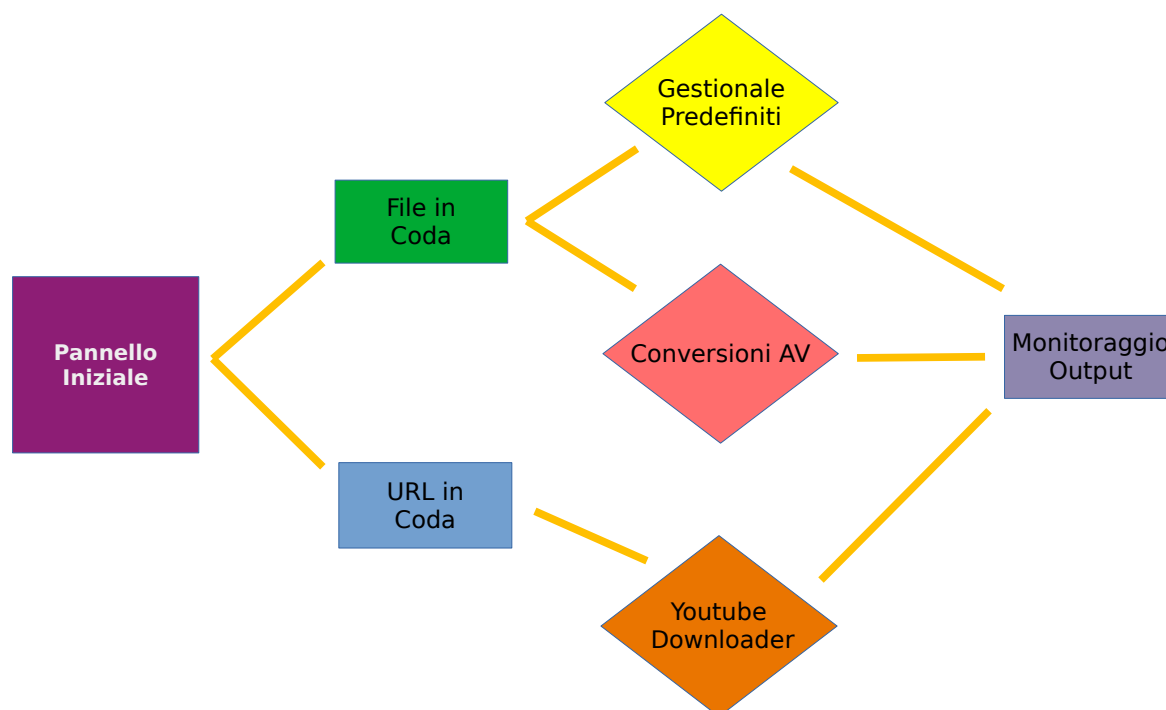 Gestionale
Predefiniti
File in
Coda
Pannello
Iniziale
Conversioni AV
Monitoraggio
Output
URL in
Coda
Youtube
Downloader